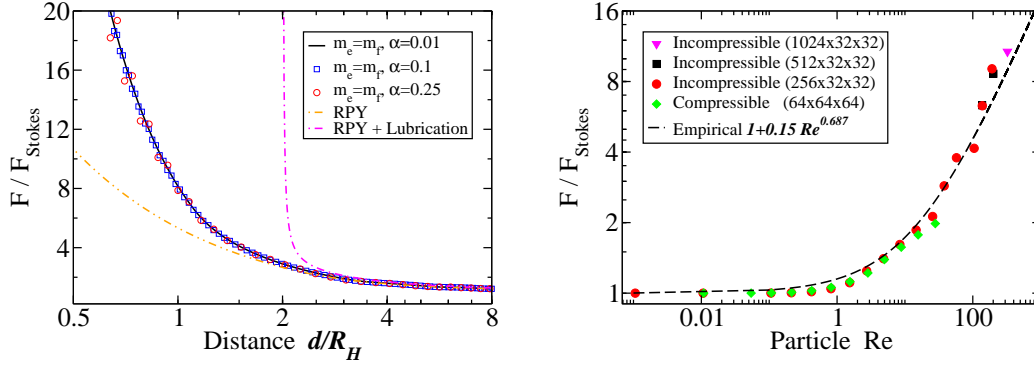 20
16
12
8
4
F / F_Stokes
m_e=m_f, α=0.01
m_e=m_f, α=0.1
m_e=m_f, α=0.25
RPY
RPY + Lubrication
0.5
1
2
4
8
Distance d/R_H
16
8
4
2
1
F / F_Stokes
Incompressible (1024x32x32)
Incompressible (512x32x32)
Incompressible (256x32x32)
Compressible (64x64x64)
Empirical 1+0.15 Re^0.687
0.01
1
100
Particle Re